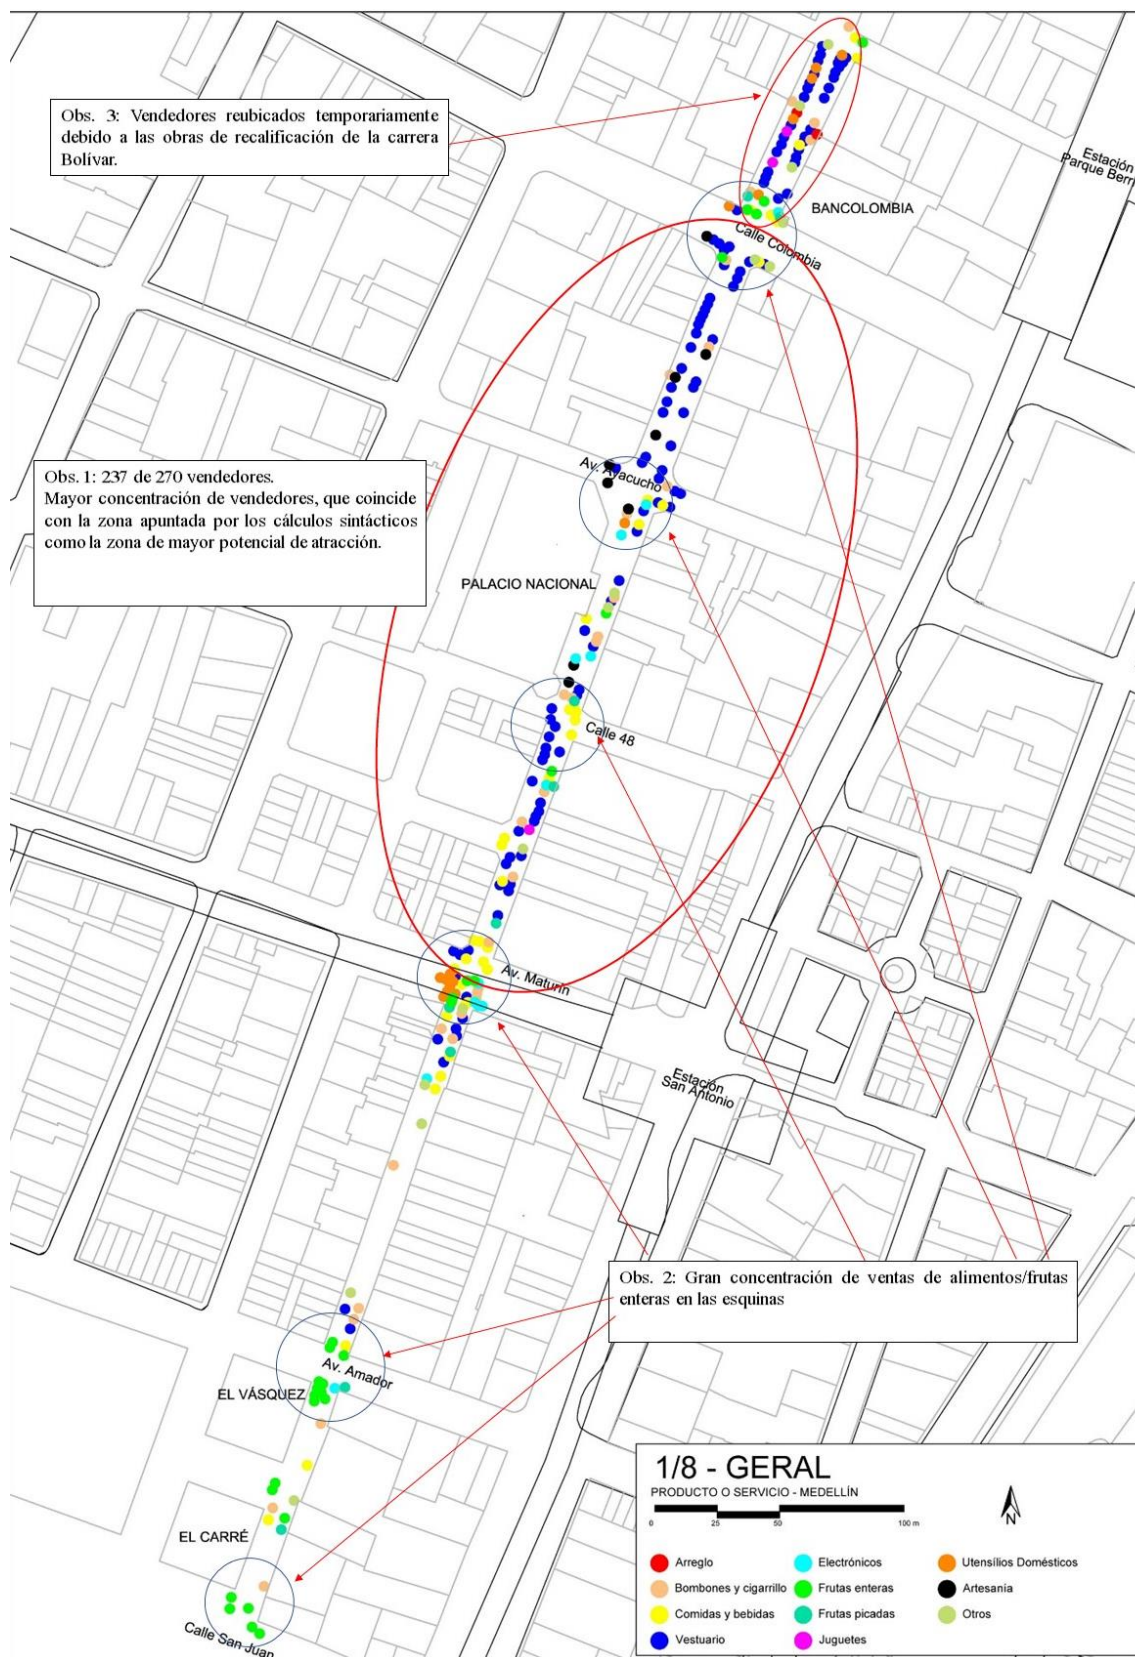 Obs. 3: Vendedores reubicados temporariamente
debido a las obras de recalificación de la carrera
Bolívar.
Estación
Parque Berri
BANCOLOMBIA
Calle Colombia
Obs. 1: 237 de 270 vendedores.
Mayor concentración de vendedores, que coincide
con la zona apuntada por los cálculos sintácticos
como la zona de mayor potencial de atracción.
Av. Ayacucho
PALACIO NACIONAL
Calle 48
Av. Maturín
Estación
San Antonio
Obs. 2: Gran concentración de ventas de alimentos/frutas
enteras en las esquinas
Av. Amador
EL VÁSQUEZ
EL CARRÉ
Calle San Juan
1/8 - GERAL
PRODUCTO O SERVICIO - MEDELLÍN
0 25 50 100 m
N
Arreglo
Bombones y cigarrillo
Comidas y bebidas
Vestuario
Electrónicos
Frutas enteras
Frutas picadas
Juguetes
Utensílios Domésticos
Artesanía
Otros